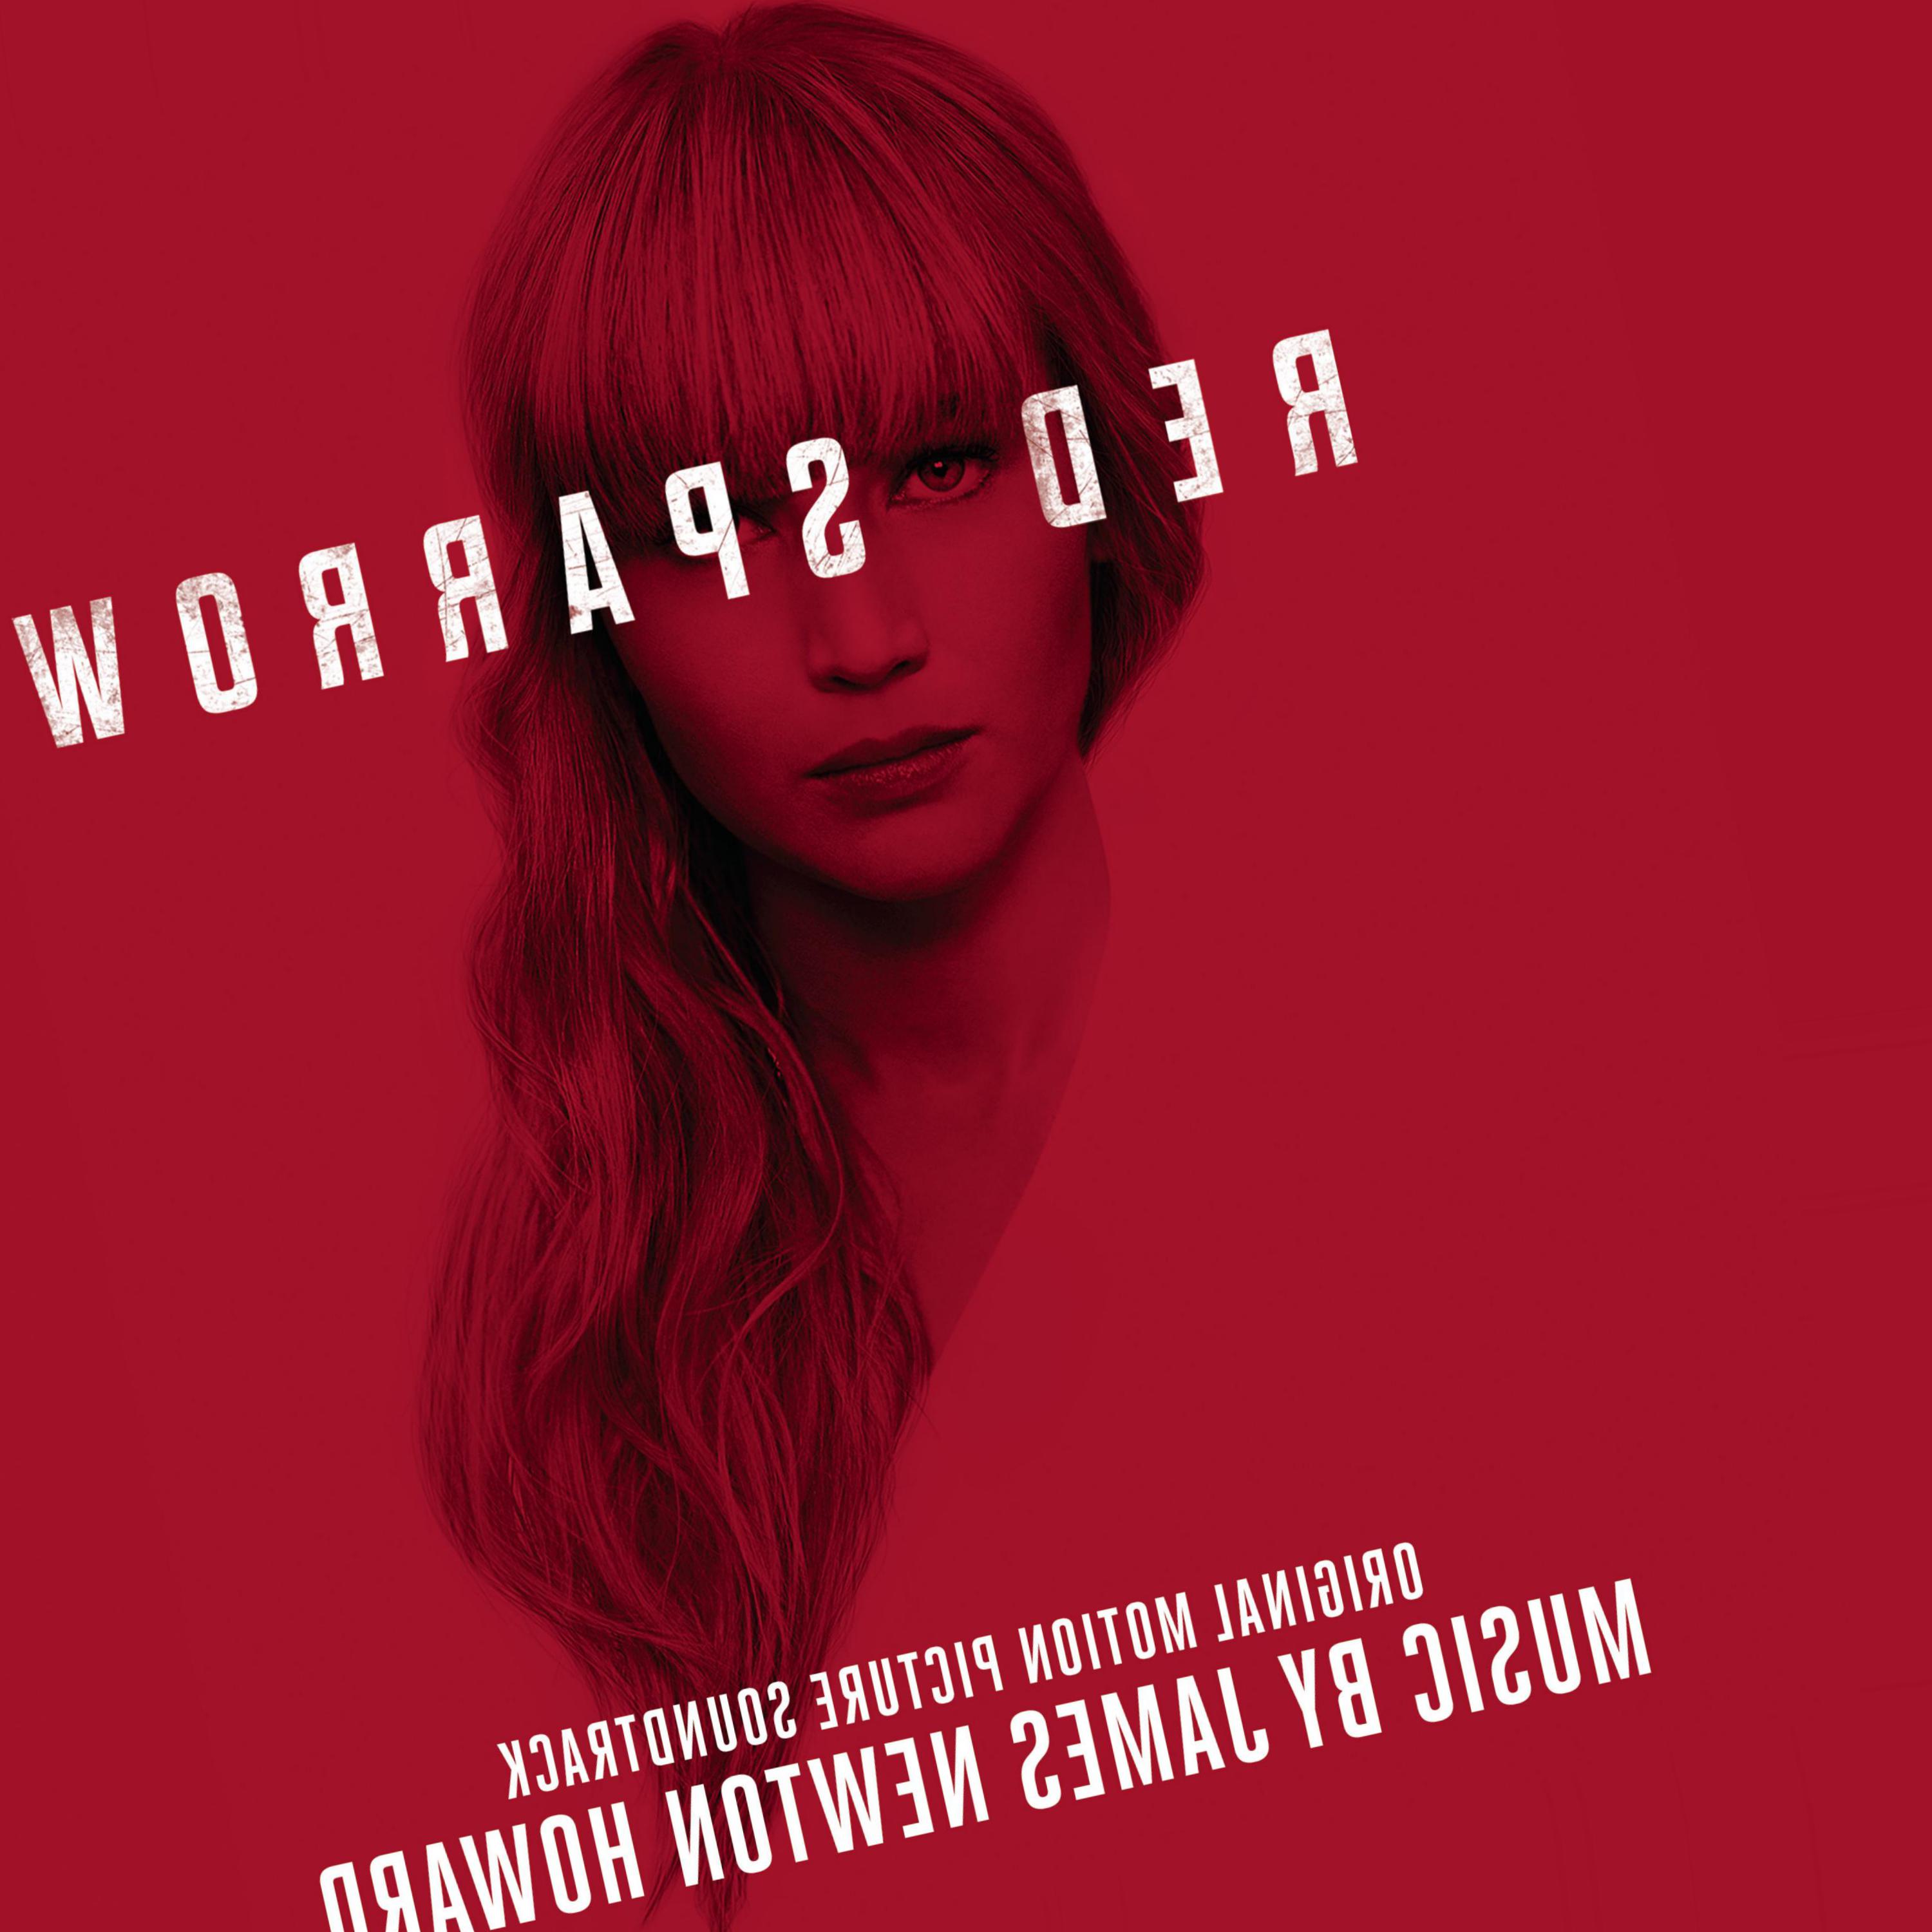 RED SPARROW
ORIGINAL MOTION PICTURE SOUNDTRACK
MUSIC BY JAMES NEWTON HOWARD